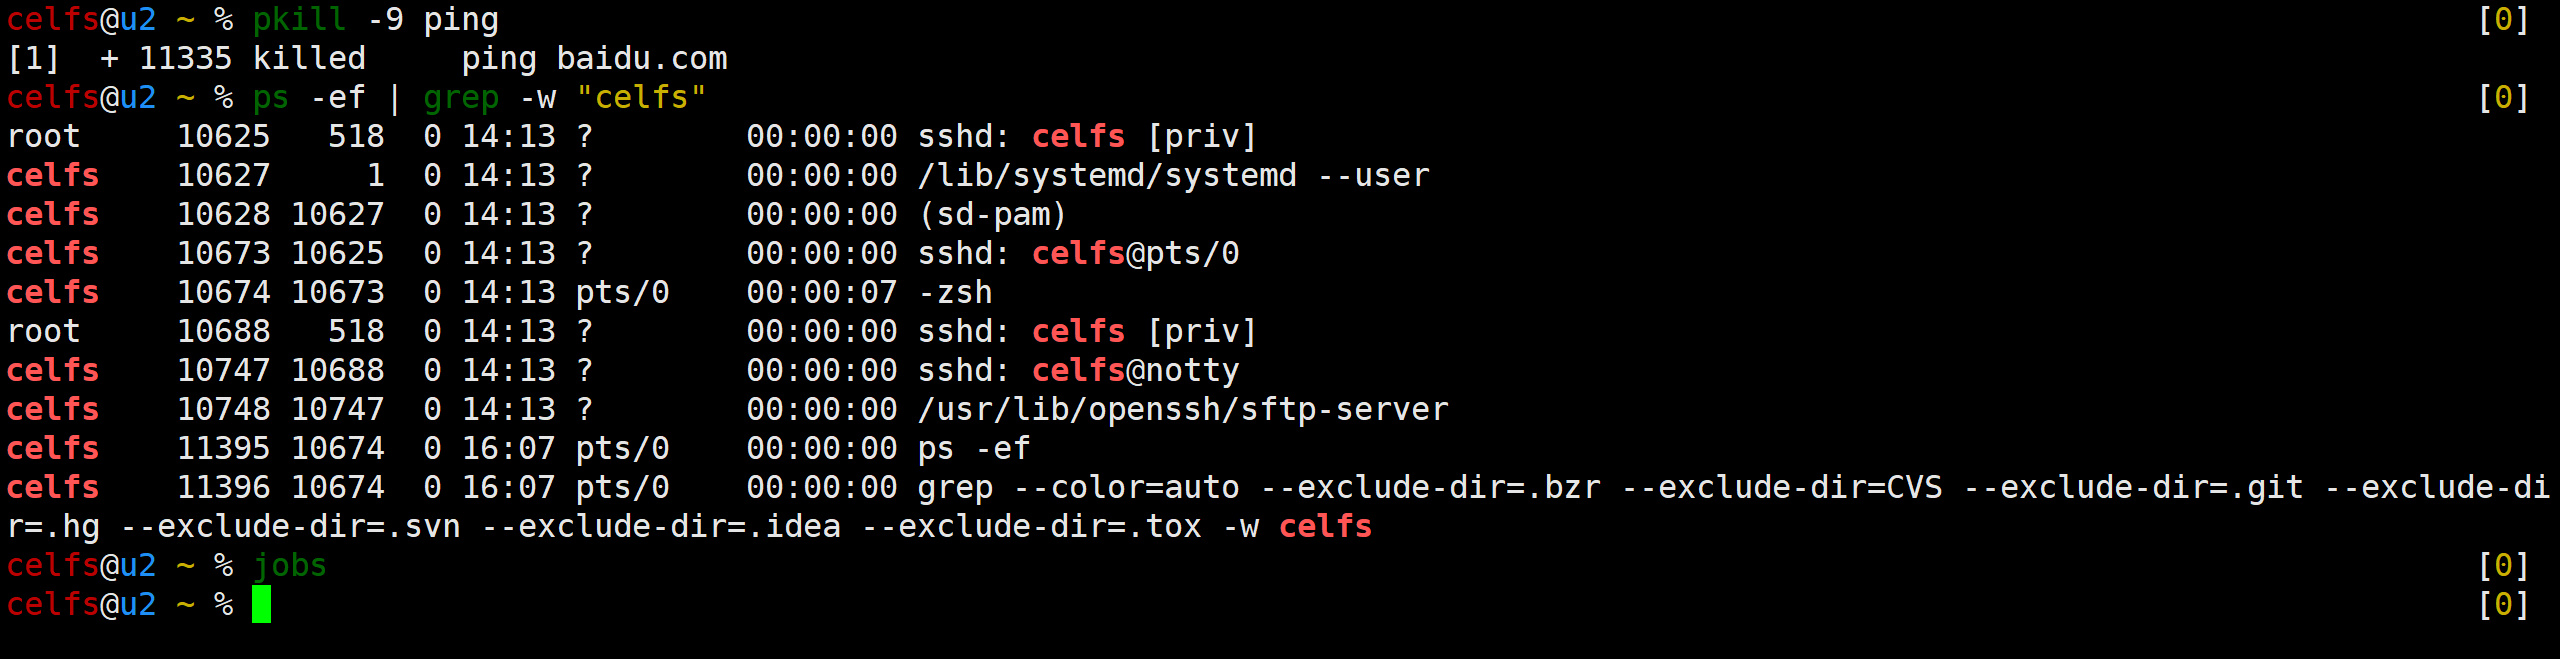 celfs@u2 ~ % pkill -9 ping [0]
[1]  + 11335 killed     ping baidu.com
celfs@u2 ~ % ps -ef | grep -w "celfs" [0]
root     10625   518  0 14:13 ?        00:00:00 sshd: celfs [priv]
celfs    10627     1  0 14:13 ?        00:00:00 /lib/systemd/systemd --user
celfs    10628 10627  0 14:13 ?        00:00:00 (sd-pam)
celfs    10673 10625  0 14:13 ?        00:00:00 sshd: celfs@pts/0
celfs    10674 10673  0 14:13 pts/0    00:00:07 -zsh
root     10688   518  0 14:13 ?        00:00:00 sshd: celfs [priv]
celfs    10747 10688  0 14:13 ?        00:00:00 sshd: celfs@notty
celfs    10748 10747  0 14:13 ?        00:00:00 /usr/lib/openssh/sftp-server
celfs    11395 10674  0 16:07 pts/0    00:00:00 ps -ef
celfs    11396 10674  0 16:07 pts/0    00:00:00 grep --color=auto --exclude-dir=.bzr --exclude-dir=CVS --exclude-dir=.git --exclude-di
r=.hg --exclude-dir=.svn --exclude-dir=.idea --exclude-dir=.tox -w celfs
celfs@u2 ~ % jobs [0]
celfs@u2 ~ % [0]